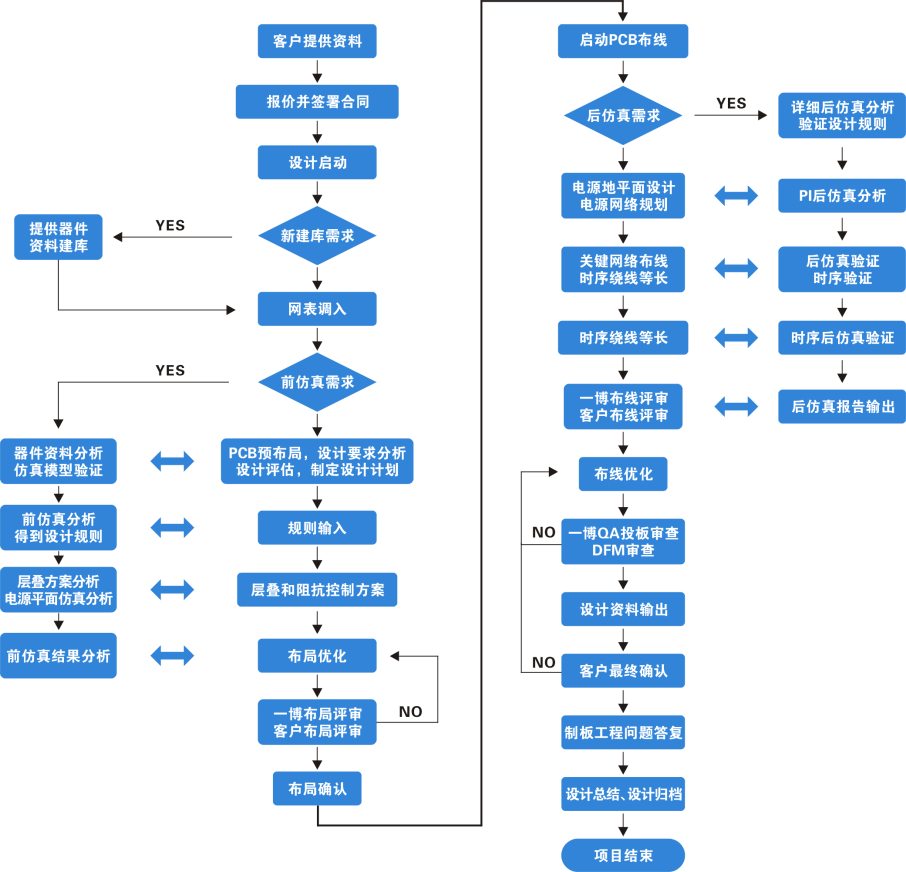 客户提供资料
报价并签署合同
设计启动
新建库需求
YES
提供器件
资料建库
网表调入
前仿真需求
YES
器件资料分析
仿真模型验证
PCB预布局，设计要求分析
设计评估，制定设计计划
前仿真分析
得到设计规则
规则输入
层叠方案分析
电源平面仿真分析
层叠和阻抗控制方案
前仿真结果分析
布局优化
一博布局评审
客户布局评审
NO
布局确认
启动PCB布线
后仿真需求
YES
详细后仿真分析
验证设计规则
电源地平面设计
电源网络规划
PI后仿真分析
关键网络布线
时序绕线等长
后仿真验证
时序验证
时序绕线等长
时序后仿真验证
一博布线评审
客户布线评审
后仿真报告输出
布线优化
NO
一博QA投板审查
DFM审查
设计资料输出
NO
客户最终确认
制板工程问题答复
设计总结、设计归档
项目结束